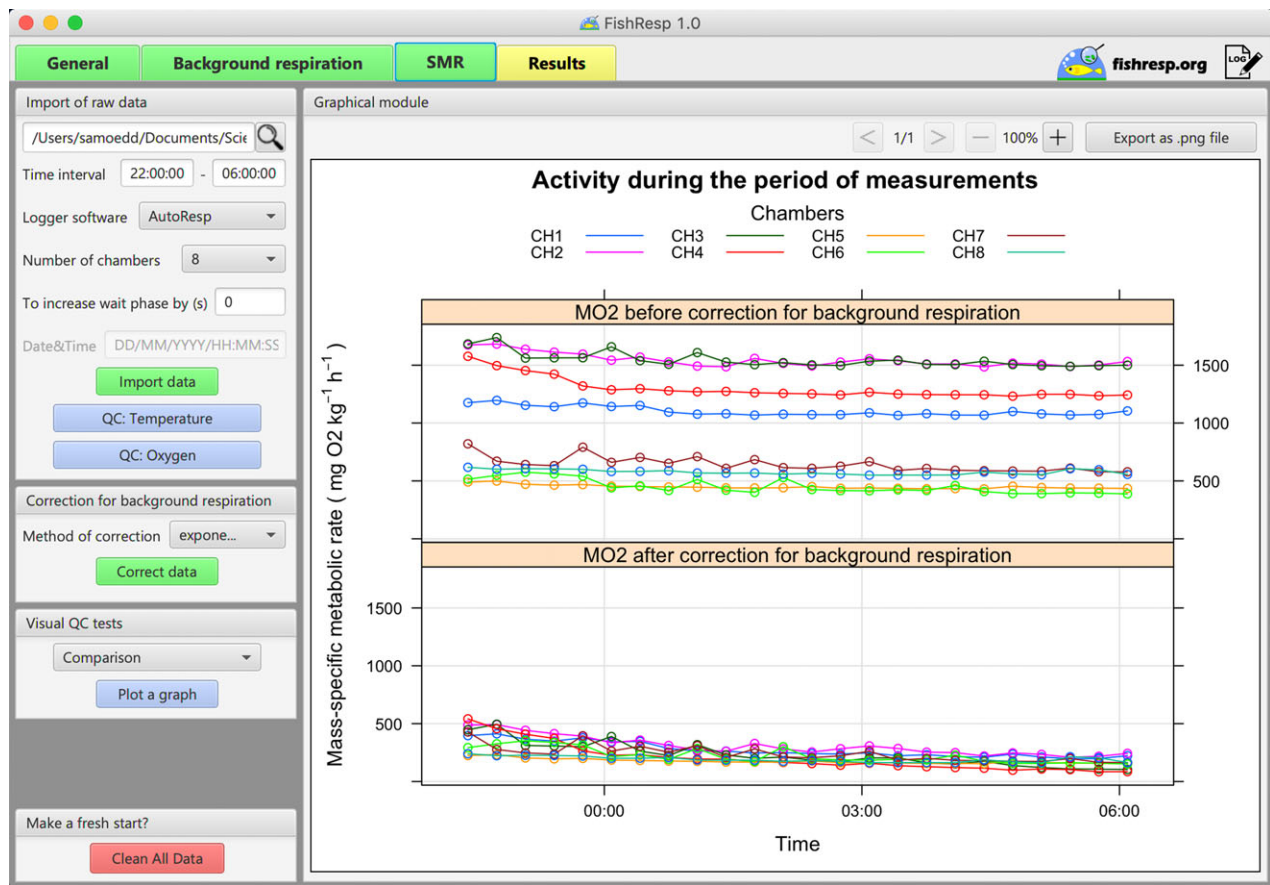 FishResp 1.0
General Background respiration SMR Results
fishresp.org
LOG
Import of raw data
/Users/samoedd/Documents/Scie
Time interval 22:00:00 - 06:00:00
Logger software AutoResp
Number of chambers 8
To increase wait phase by (s) 0
Date&Time DD/MM/YYYY/HH:MM:SS
Import data
QC: Temperature
QC: Oxygen
Correction for background respiration
Method of correction expone...
Correct data
Visual QC tests
Comparison
Plot a graph
Make a fresh start?
Clean All Data
Graphical module
< 1/1 > — 100% + Export as .png file
Activity during the period of measurements
Chambers
CH1 CH3 CH5 CH7
CH2 CH4 CH6 CH8
MO2 before correction for background respiration
1500
1000
500
MO2 after correction for background respiration
1500
1000
500
Mass-specific metabolic rate ( mg O2 kg⁻¹ h⁻¹ )
00:00 03:00 06:00
Time